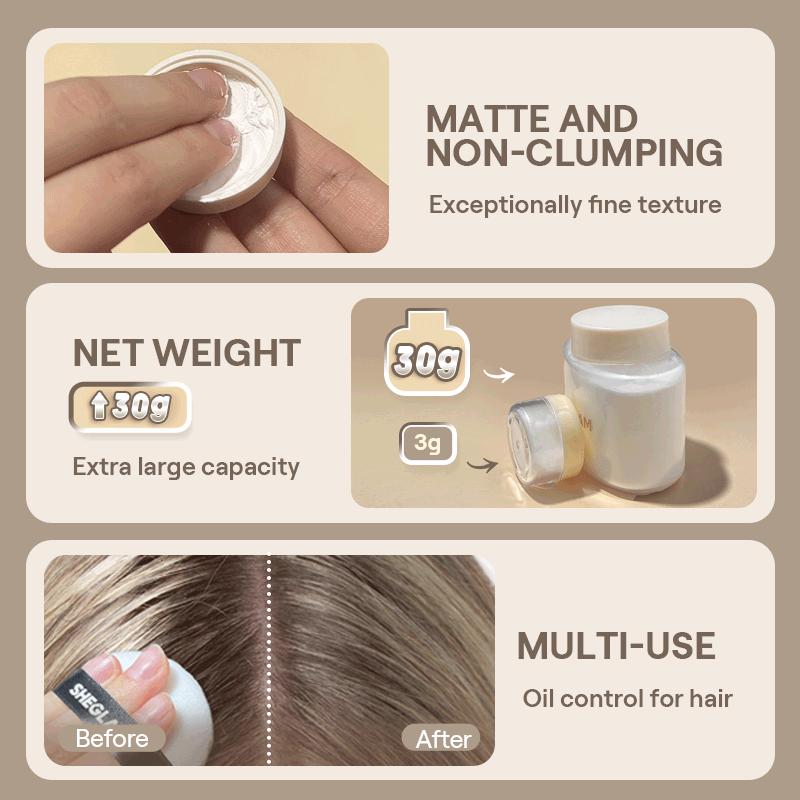 MATTE AND
NON-CLUMPING
Exceptionally fine texture
NET WEIGHT
30g
Extra large capacity
30g
3g
MULTI-USE
Oil control for hair
Before
After